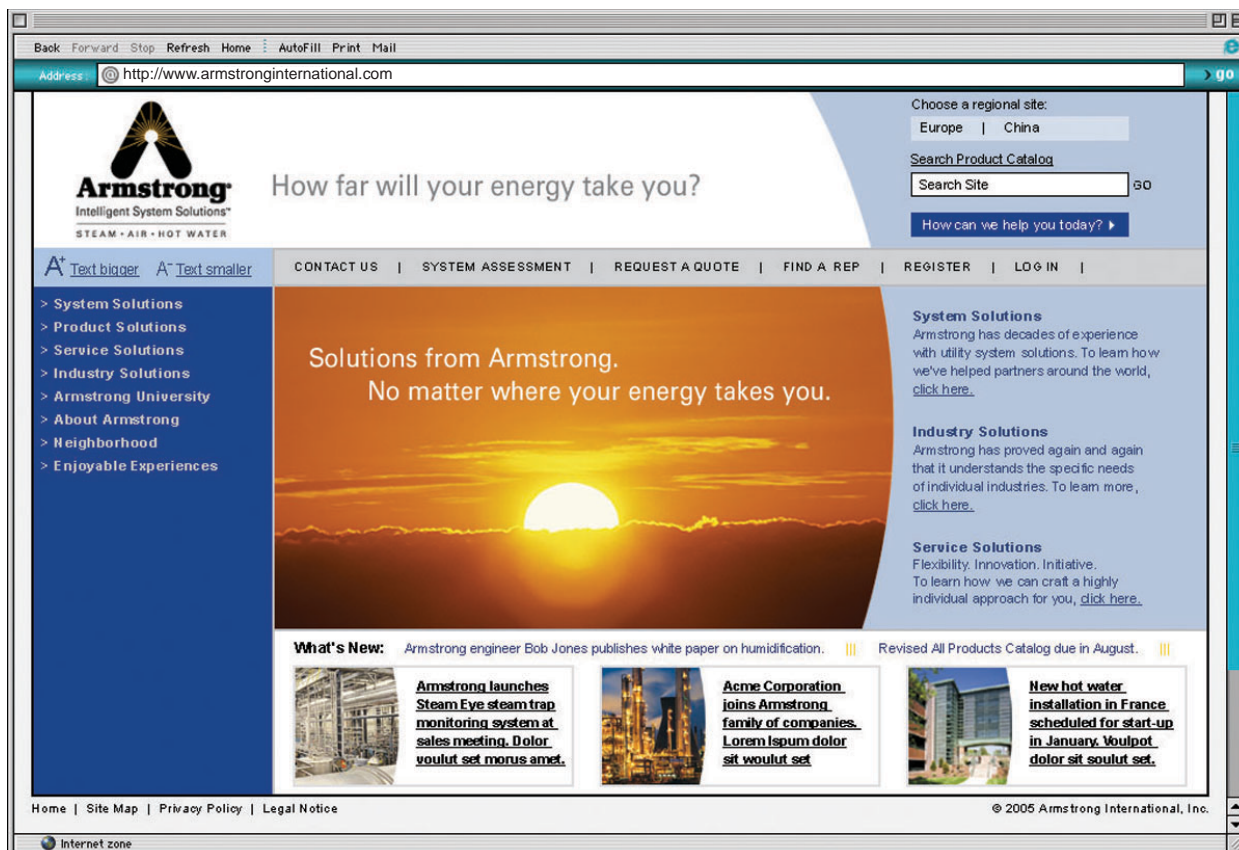 Back Forward Stop Refresh Home AutoFill Print Mail
Address: @ http://www.armstronginternational.com › go
Choose a regional site:
Europe | China
Search Product Catalog
Search Site GO
How can we help you today?
Armstrong®
Intelligent System Solutions™
STEAM • AIR • HOT WATER
How far will your energy take you?
A+ Text bigger A- Text smaller
CONTACT US | SYSTEM ASSESSMENT | REQUEST A QUOTE | FIND A REP | REGISTER | LOG IN |
> System Solutions
> Product Solutions
> Service Solutions
> Industry Solutions
> Armstrong University
> About Armstrong
> Neighborhood
> Enjoyable Experiences
Solutions from Armstrong.
No matter where your energy takes you.
System Solutions
Armstrong has decades of experience
with utility system solutions. To learn how
we've helped partners around the world,
click here.
Industry Solutions
Armstrong has proved again and again
that it understands the specific needs
of individual industries. To learn more,
click here.
Service Solutions
Flexibility. Innovation. Initiative.
To learn how we can craft a highly
individual approach for you, click here.
What's New: Armstrong engineer Bob Jones publishes white paper on humidification. ||| Revised All Products Catalog due in August. |||
Armstrong launches
Steam Eye steam trap
monitoring system at
sales meeting. Dolor
voulut set morus amet.
Acme Corporation
joins Armstrong
family of companies.
Lorem Ispum dolor
sit woulut set
New hot water
installation in France
scheduled for start-up
in January. Voulpot
dolor sit soulut set.
Home | Site Map | Privacy Policy | Legal Notice
© 2005 Armstrong International, Inc.
Internet zone